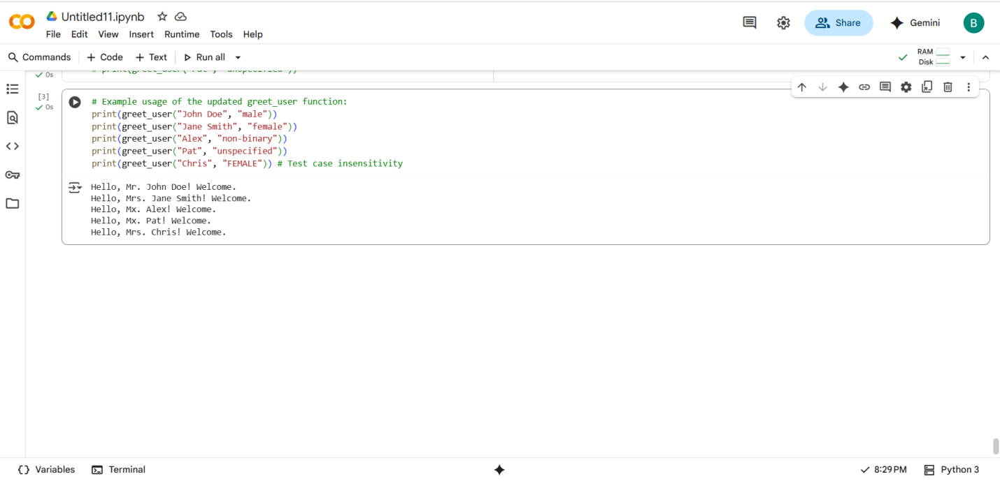 Untitled11.ipynb
File Edit View Insert Runtime Tools Help
Share
Gemini
B
Commands + Code + Text Run all
RAM
Disk
0s
[3]
0s
# Example usage of the updated greet_user function:
print(greet_user("John Doe", "male"))
print(greet_user("Jane Smith", "female"))
print(greet_user("Alex", "non-binary"))
print(greet_user("Pat", "unspecified"))
print(greet_user("Chris", "FEMALE")) # Test case insensitivity
Hello, Mr. John Doe! Welcome.
Hello, Mrs. Jane Smith! Welcome.
Hello, Mx. Alex! Welcome.
Hello, Mx. Pat! Welcome.
Hello, Mrs. Chris! Welcome.
Variables Terminal
8:29 PM Python 3